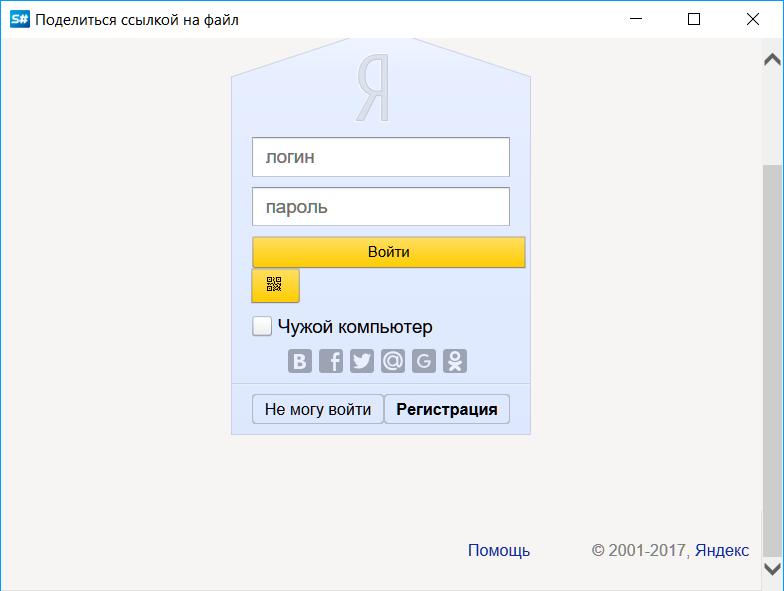 S# Поделиться ссылкой на файл
Я
логин
пароль
Войти
Чужой компьютер
Не могу войти Регистрация
Помощь © 2001-2017, Яндекс